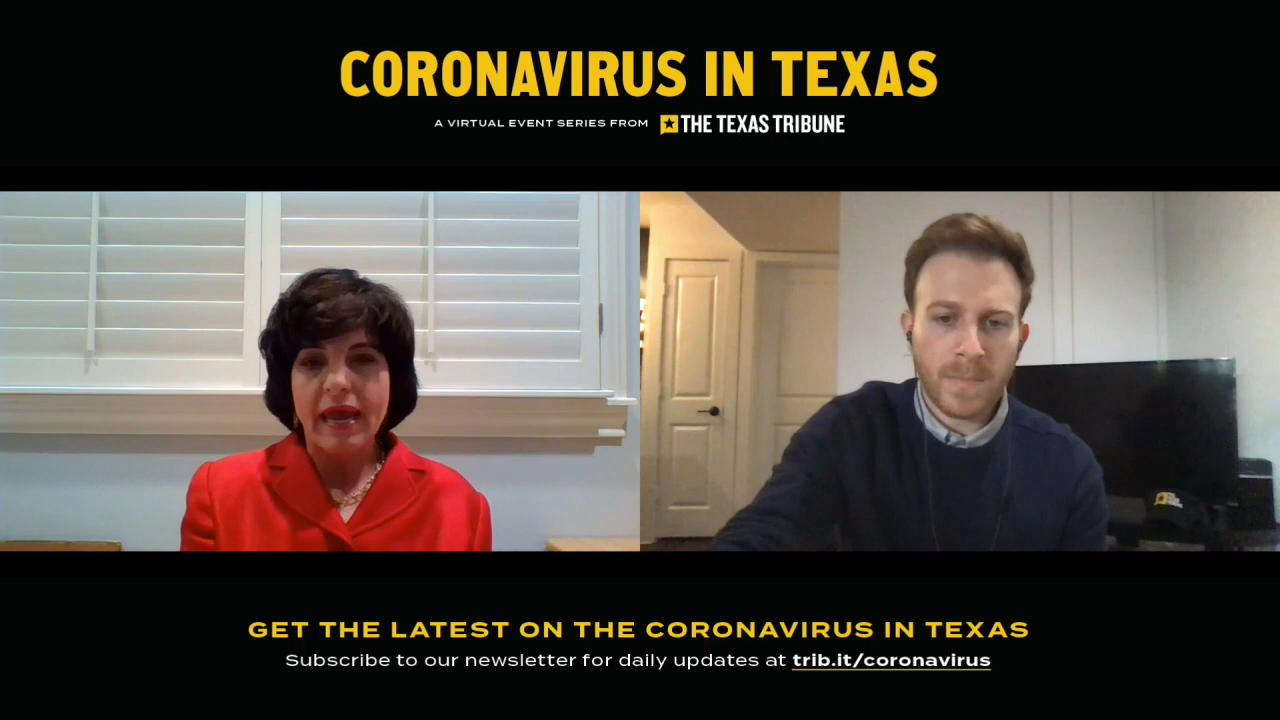 CORONAVIRUS IN TEXAS
A VIRTUAL EVENT SERIES FROM THE TEXAS TRIBUNE
GET THE LATEST ON THE CORONAVIRUS IN TEXAS
Subscribe to our newsletter for daily updates at trib.it/coronavirus